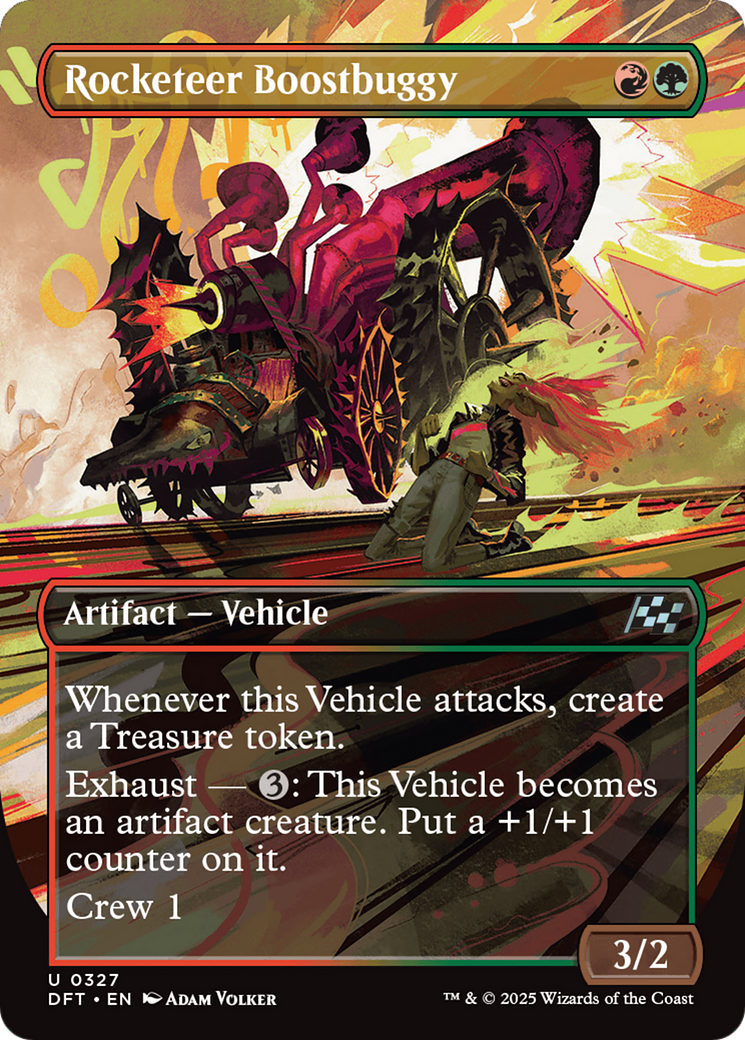 Rocketeer Boostbuggy
Artifact — Vehicle
Whenever this Vehicle attacks, create
a Treasure token.
Exhaust — 3: This Vehicle becomes
an artifact creature. Put a +1/+1
counter on it.
Crew 1
3/2
U 0327
DFT • EN Adam Volker
™ & © 2025 Wizards of the Coast